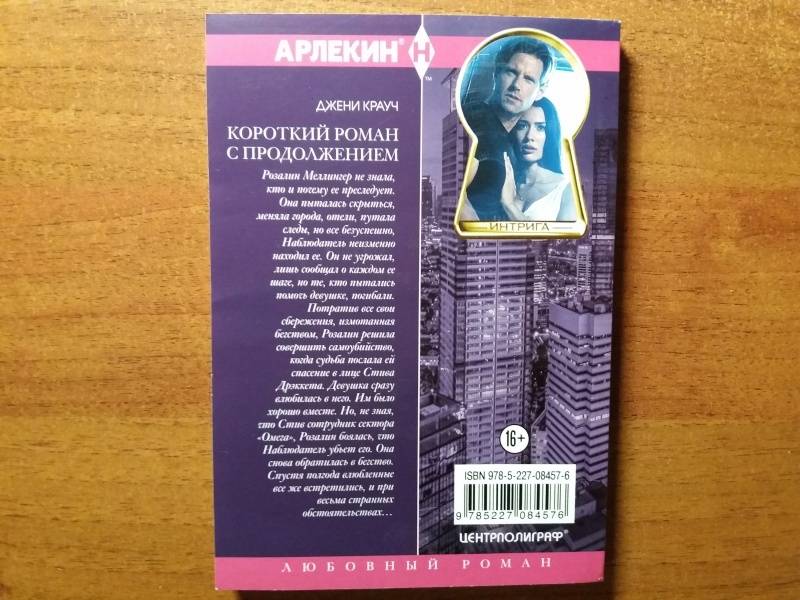 АРЛЕКИН®
Н
TM
ДЖЕНИ КРАУЧ
КОРОТКИЙ РОМАН
С ПРОДОЛЖЕНИЕМ
Розалин Меллингер не знала,
кто и почему ее преследует.
Она пыталась скрыться,
меняла города, отели, путала
следы, но все безуспешно,
Наблюдатель неизменно
находил ее. Он не угрожал,
лишь сообщал о каждом ее
шаге, но те, кто пытались
помочь девушке, погибали.
Потратив все свои
сбережения, измотанная
бегством, Розалин решила
совершить самоубийство,
когда судьба послала ей
спасение в лице Стива
Дрэккета. Девушка сразу
влюбилась в него. Им было
хорошо вместе. Но, не зная,
что Стив сотрудник сектора
«Омега», Розалин боялась, что
Наблюдатель убьет его. Она
снова обратилась в бегство.
Спустя полгода влюбленные
все же встретились, и при
весьма странных
обстоятельствах...
ИНТРИГА
16+
ISBN 978-5-227-08457-6
9 785227 084576
ЦЕНТРПОЛИГРАФ®
ЛЮБОВНЫЙ РОМАН